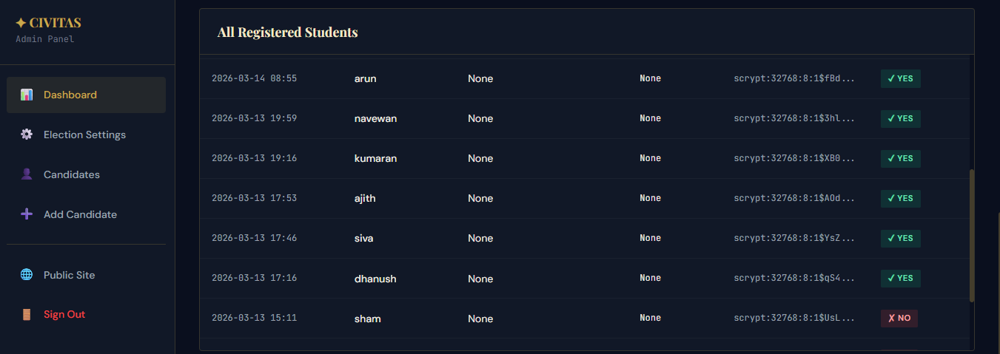 ✦ CIVITAS
Admin Panel
Dashboard
Election Settings
Candidates
Add Candidate
Public Site
Sign Out
All Registered Students
2026-03-14 08:55 arun None None scrypt:32768:8:1$fBd... ✓ YES
2026-03-13 19:59 navewan None None scrypt:32768:8:1$3hl... ✓ YES
2026-03-13 19:16 kumaran None None scrypt:32768:8:1$XB0... ✓ YES
2026-03-13 17:53 ajith None None scrypt:32768:8:1$AOd... ✓ YES
2026-03-13 17:46 siva None None scrypt:32768:8:1$YsZ... ✓ YES
2026-03-13 17:16 dhanush None None scrypt:32768:8:1$qS4... ✓ YES
2026-03-13 15:11 sham None None scrypt:32768:8:1$UsL... ✗ NO